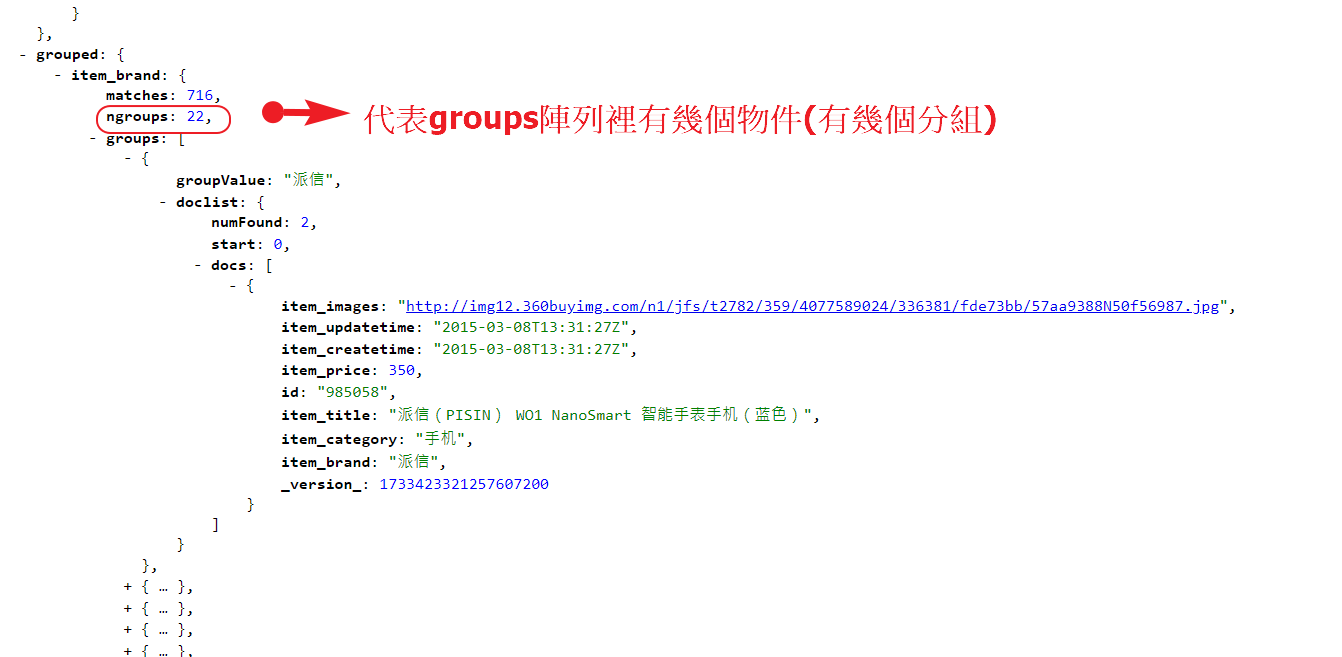 }
},
- grouped: {
- item_brand: {
matches: 716,
ngroups: 22,
代表groups陣列裡有幾個物件(有幾個分組)
- groups: [
- {
groupValue: "派信",
- doclist: {
numFound: 2,
start: 0,
- docs: [
- {
item_images: "http://img12.360buyimg.com/n1/jfs/t2782/359/4077589024/336381/fde73bb/57aa9388N50f56987.jpg",
item_updatetime: "2015-03-08T13:31:27Z",
item_createtime: "2015-03-08T13:31:27Z",
item_price: 350,
id: "985058",
item_title: "派信（PISIN） WO1 NanoSmart 智能手表手机（蓝色）",
item_category: "手机",
item_brand: "派信",
_version_: 1733423321257607200
}
]
}
},
+ { … },
+ { … },
+ { … },
+ { … },